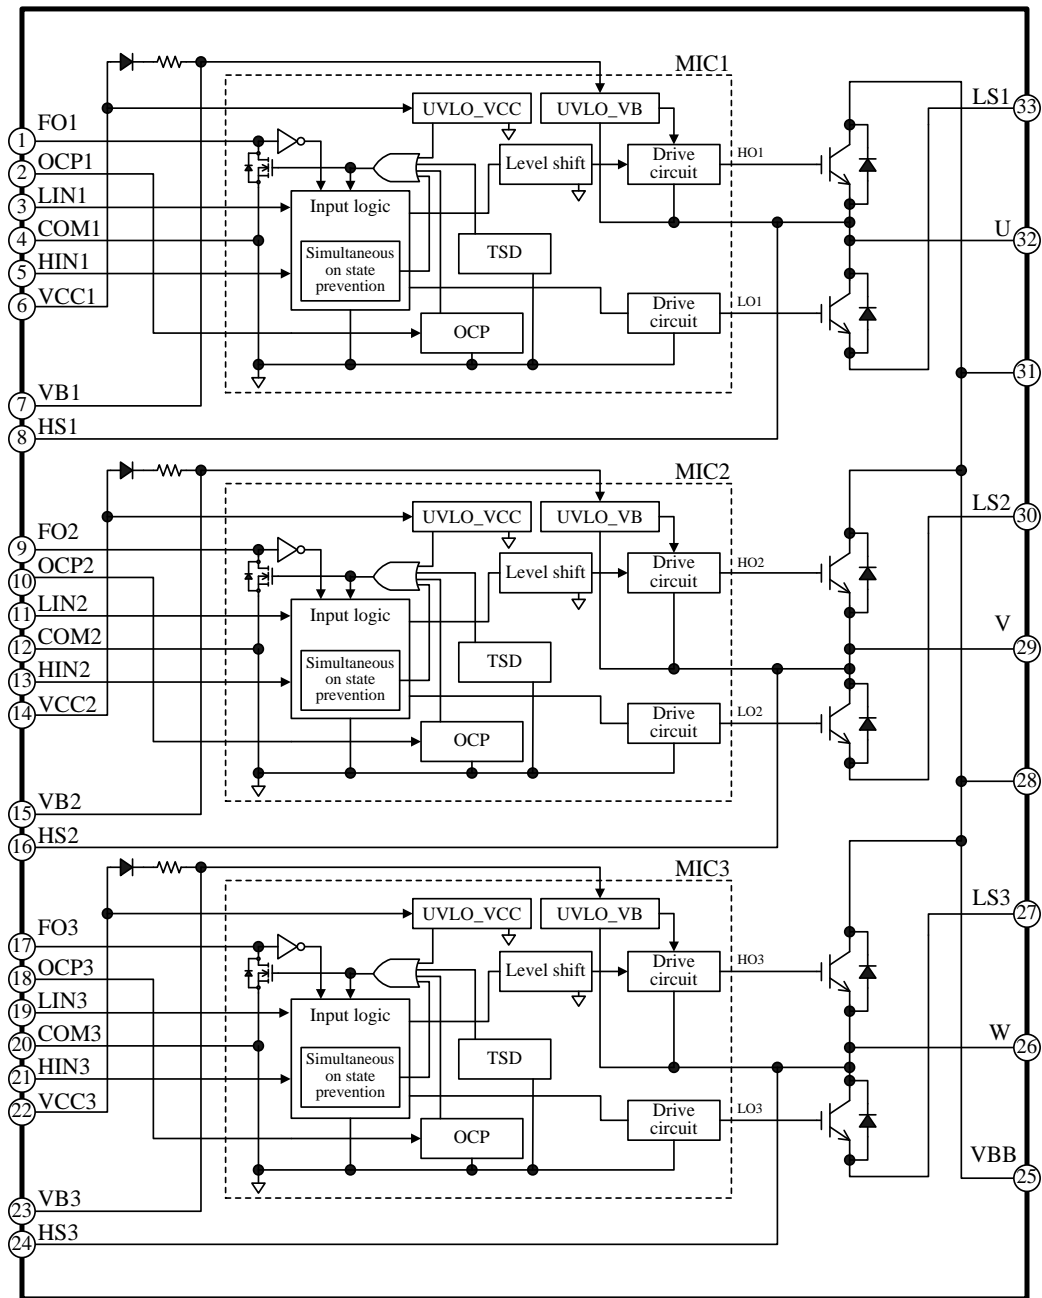 MIC1
UVLO_VCC
UVLO_VB
LS1
33
1
FO1
2
OCP1
Level shift
Drive
circuit
HO1
3
LIN1
Input logic
4
COM1
Simultaneous
on state
prevention
TSD
U
32
5
HIN1
6
VCC1
OCP
Drive
circuit
LO1
31
7
VB1
8
HS1
MIC2
UVLO_VCC
UVLO_VB
LS2
30
9
FO2
10
OCP2
Level shift
Drive
circuit
HO2
11
LIN2
Input logic
12
COM2
Simultaneous
on state
prevention
TSD
V
29
13
HIN2
14
VCC2
OCP
Drive
circuit
LO2
28
15
VB2
16
HS2
MIC3
UVLO_VCC
UVLO_VB
LS3
27
17
FO3
18
OCP3
Level shift
Drive
circuit
HO3
19
LIN3
Input logic
20
COM3
Simultaneous
on state
prevention
TSD
W
26
21
HIN3
22
VCC3
OCP
Drive
circuit
LO3
VBB
25
23
VB3
24
HS3